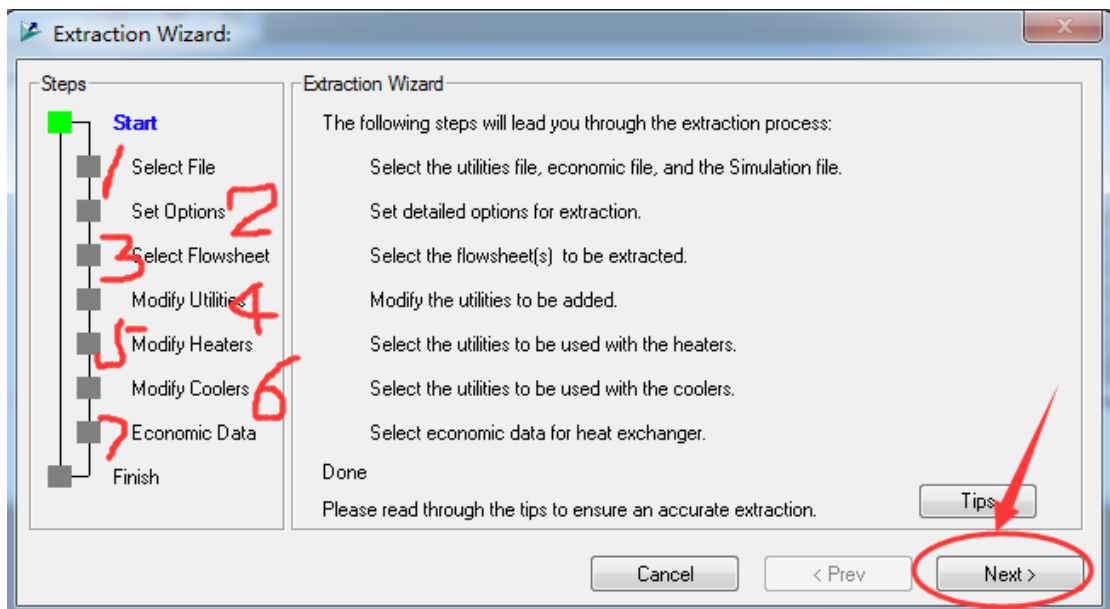 Extraction Wizard:
Steps
Start
1 Select File
Set Options 2
3 Select Flowsheet
Modify Utilities 4
5 Modify Heaters
Modify Coolers 6
7 Economic Data
Finish
Extraction Wizard
The following steps will lead you through the extraction process:
Select the utilities file, economic file, and the Simulation file.
Set detailed options for extraction.
Select the flowsheet(s) to be extracted.
Modify the utilities to be added.
Select the utilities to be used with the heaters.
Select the utilities to be used with the coolers.
Select economic data for heat exchanger.
Done
Please read through the tips to ensure an accurate extraction.
Tips
Cancel
< Prev
Next >